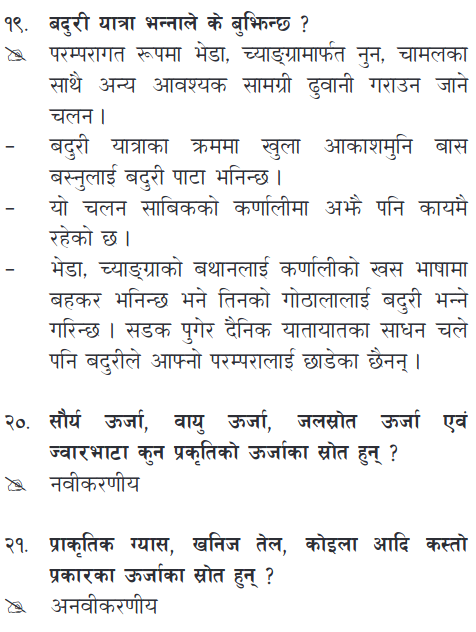 १९. बदुरी यात्रा भन्नाले के बुझिन्छ ?
परम्परागत रूपमा भेडा, च्याङ्ग्रामार्फत नुन, चामलका
साथै अन्य आवश्यक सामग्री ढुवानी गराउन जाने
चलन ।
– बदुरी यात्राका क्रममा खुला आकाशमुनि बास
बस्नुलाई बदुरी पाटा भनिन्छ ।
– यो चलन साबिकको कर्णालीमा अझै पनि कायमै
रहेको छ ।
– भेडा, च्याङ्ग्राको बथानलाई कर्णालीको खस भाषामा
बहकर भनिन्छ भने तिनको गोठालालाई बदुरी भन्ने
गरिन्छ । सडक पुगेर दैनिक यातायातका साधन चले
पनि बदुरीले आफ्नो परम्परालाई छाडेका छैनन् ।
२०. सौर्य ऊर्जा, वायु ऊर्जा, जलस्रोत ऊर्जा एवं
ज्वारभाटा कुन प्रकृतिको ऊर्जाका स्रोत हुन् ?
नवीकरणीय
२१. प्राकृतिक ग्यास, खनिज तेल, कोइला आदि कस्तो
प्रकारका ऊर्जाका स्रोत हुन् ?
अनवीकरणीय